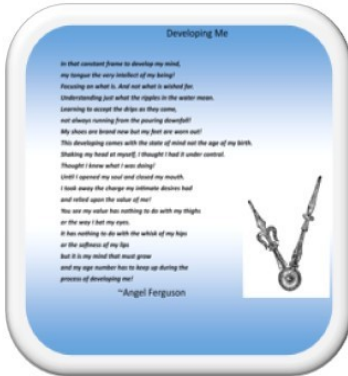 Developing Me
In that constant frame to develop my mind,
my tongue the very intellect of my being!
Focusing on what is. And not what is wished for.
Understanding just what the ripples in the water mean.
Learning to accept the drips as they come,
not always running from the pouring downfall!
My shoes are brand new but my feet are worn out!
This developing comes with the state of mind not the age of my birth.
Shaking my head at myself, I thought I had it under control.
Thought I knew what I was doing!
Until I opened my soul and closed my mouth.
I took away the charge my intimate desires had
and relied upon the value of me!
You see my value has nothing to do with my thighs
or the way I bat my eyes.
It has nothing to do with the whisk of my hips
or the softness of my lips
but it is my mind that must grow
and my age number has to keep up during the
process of developing me!
~Angel Ferguson